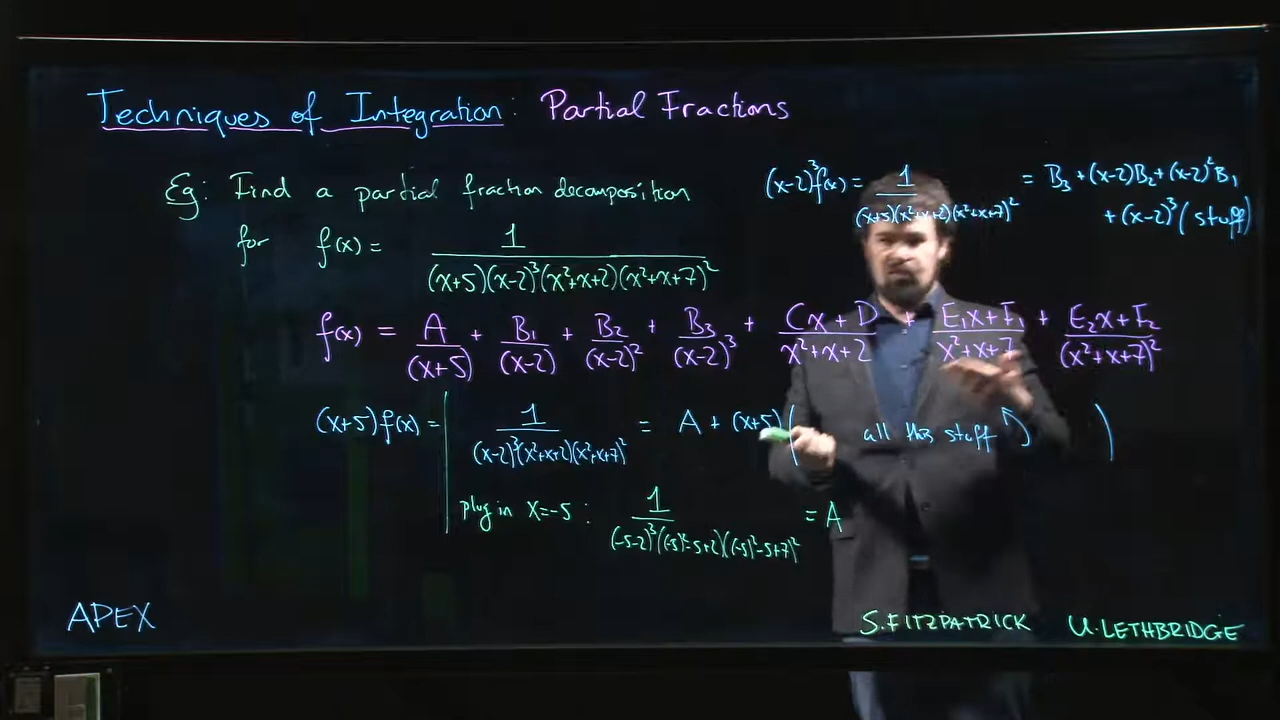 Techniques of Integration: Partial Fractions
Eg: Find a partial fraction decomposition
for f(x) = 1 / (x+5)(x-2)³(x²+x+2)(x²+x+7)²
(x-2)³f(x) = 1 / (x+5)(x²+x+2)(x²+x+7)² = B₃ + (x-2)B₂ + (x-2)²B₁
+ (x-2)³(stuff)
f(x) = A/(x+5) + B₁/(x-2) + B₂/(x-2)² + B₃/(x-2)³ + Cx+D/x²+x+2 + E₁x+F₁/x²+x+7 + E₂x+F₂/(x²+x+7)²
(x+5)f(x) = 1 / (x-2)³(x²+x+2)(x²+x+7)² = A + (x+5)( all this stuff )
plug in x=-5 : 1 / (-5-2)³((-5)²-5+2)((-5)²-5+7)² = A
APEX
S.FITZPATRICK U.LETHBRIDGE